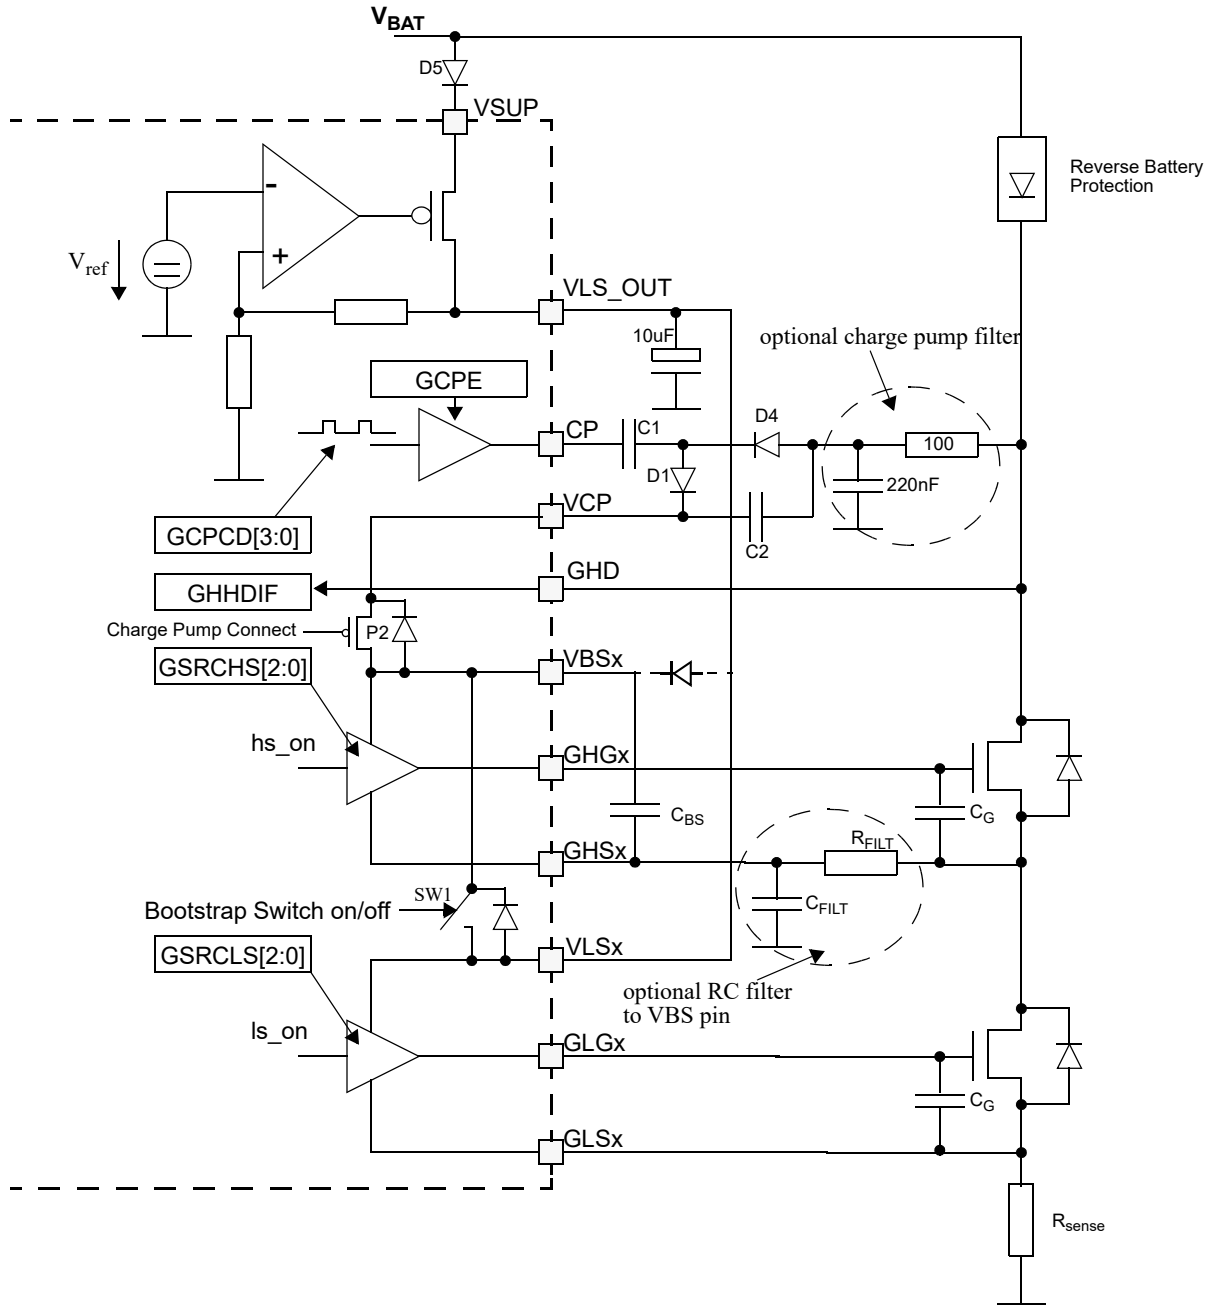 VBAT
D5
VSUP
Reverse Battery
Protection
-
+
Vref
VLS_OUT
10uF
optional charge pump filter
GCPE
CP
C1
D4
100
D1
220nF
VCP
GCPCD[3:0]
C2
GHD
GHHDIF
Charge Pump Connect
P2
GSRCHS[2:0]
VBSx
hs_on
GHGx
CBS
CG
RFILT
GHSx
SW1
Bootstrap Switch on/off
CFILT
GSRCLS[2:0]
VLSx
optional RC filter
to VBS pin
ls_on
GLGx
CG
GLSx
Rsense